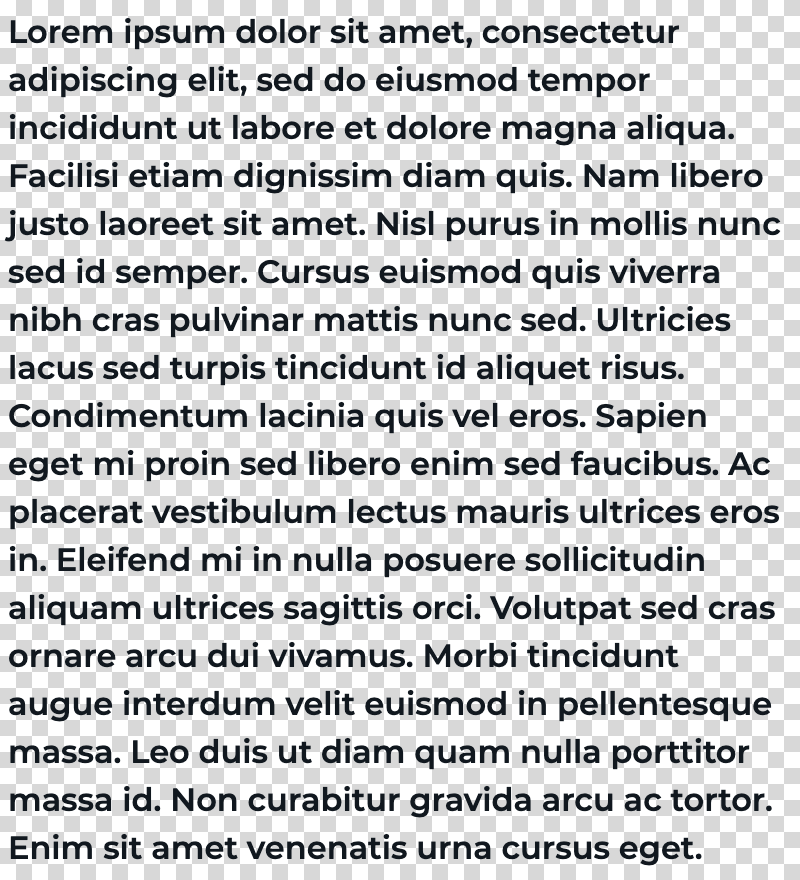 Lorem ipsum dolor sit amet, consectetur
adipiscing elit, sed do eiusmod tempor
incididunt ut labore et dolore magna aliqua.
Facilisi etiam dignissim diam quis. Nam libero
justo laoreet sit amet. Nisl purus in mollis nunc
sed id semper. Cursus euismod quis viverra
nibh cras pulvinar mattis nunc sed. Ultricies
lacus sed turpis tincidunt id aliquet risus.
Condimentum lacinia quis vel eros. Sapien
eget mi proin sed libero enim sed faucibus. Ac
placerat vestibulum lectus mauris ultrices eros
in. Eleifend mi in nulla posuere sollicitudin
aliquam ultrices sagittis orci. Volutpat sed cras
ornare arcu dui vivamus. Morbi tincidunt
augue interdum velit euismod in pellentesque
massa. Leo duis ut diam quam nulla porttitor
massa id. Non curabitur gravida arcu ac tortor.
Enim sit amet venenatis urna cursus eget.